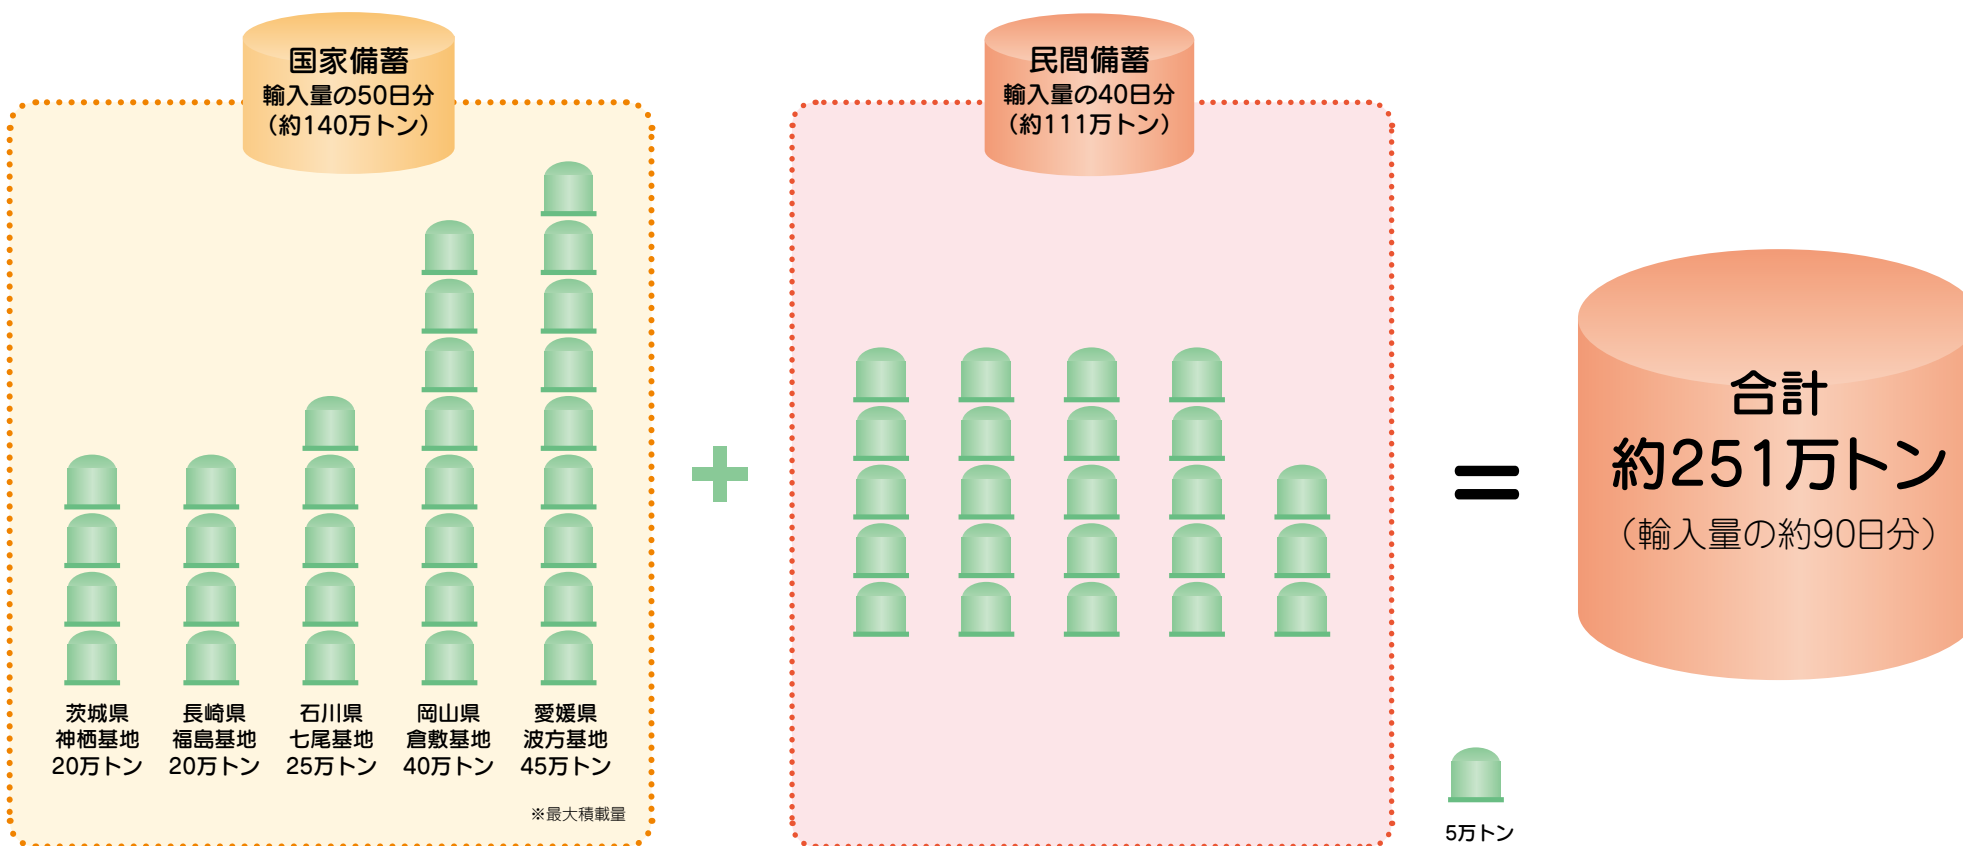 国家備蓄
輸入量の50日分
（約140万トン）
民間備蓄
輸入量の40日分
（約111万トン）
茨城県
神栖基地
20万トン
長崎県
福島基地
20万トン
石川県
七尾基地
25万トン
岡山県
倉敷基地
40万トン
愛媛県
波方基地
45万トン
※最大積載量
+
=
合計
約251万トン
（輸入量の約90日分）
5万トン